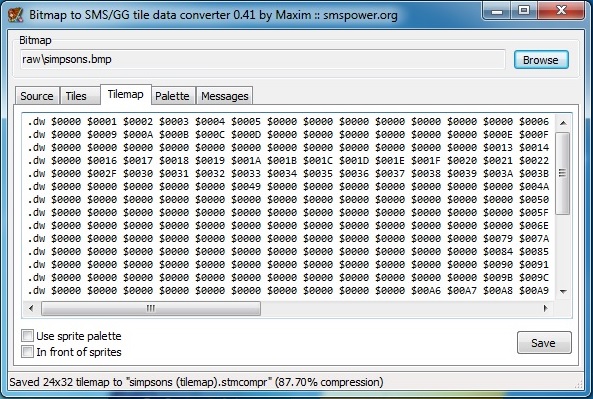 Bitmap to SMS/GG tile data converter 0.41 by Maxim :: smspower.org
Bitmap
raw\simpsons.bmp
Browse
Source Tiles Tilemap Palette Messages
.dw $0000 $0001 $0002 $0003 $0004 $0005 $0000 $0000 $0000 $0000 $0000 $0000 $0000 $0006
.dw $0000 $0009 $000A $000B $000C $000D $0000 $0000 $0000 $0000 $0000 $0000 $000E $000F
.dw $0000 $0000 $0000 $0000 $0000 $0000 $0000 $0000 $0000 $0000 $0000 $0000 $0013 $0014
.dw $0000 $0016 $0017 $0018 $0019 $001A $001B $001C $001D $001E $001F $0020 $0021 $0022
.dw $0000 $002F $0030 $0031 $0032 $0033 $0034 $0035 $0036 $0037 $0038 $0039 $003A $003B
.dw $0000 $0000 $0000 $0000 $0000 $0049 $0000 $0000 $0000 $0000 $0000 $0000 $0000 $004A
.dw $0000 $0000 $0000 $0000 $0000 $0000 $0000 $0000 $0000 $0000 $0000 $0000 $0000 $0050
.dw $0000 $0000 $0000 $0000 $0000 $0000 $0000 $0000 $0000 $0000 $0000 $0000 $0000 $005F
.dw $0000 $0000 $0000 $0000 $0000 $0000 $0000 $0000 $0000 $0000 $0000 $0000 $0000 $006E
.dw $0000 $0000 $0000 $0000 $0000 $0000 $0000 $0000 $0000 $0000 $0000 $0000 $0079 $007A
.dw $0000 $0000 $0000 $0000 $0000 $0000 $0000 $0000 $0000 $0000 $0000 $0000 $0084 $0085
.dw $0000 $0000 $0000 $0000 $0000 $0000 $0000 $0000 $0000 $0000 $0000 $0000 $0090 $0091
.dw $0000 $0000 $0000 $0000 $0000 $0000 $0000 $0000 $0000 $0000 $0000 $0000 $009B $009C
.dw $0000 $0000 $0000 $0000 $0000 $0000 $0000 $0000 $0000 $0000 $00A6 $00A7 $00A8 $00A9
Use sprite palette
In front of sprites
Save
Saved 24x32 tilemap to "simpsons (tilemap).stmcompr" (87.70% compression)